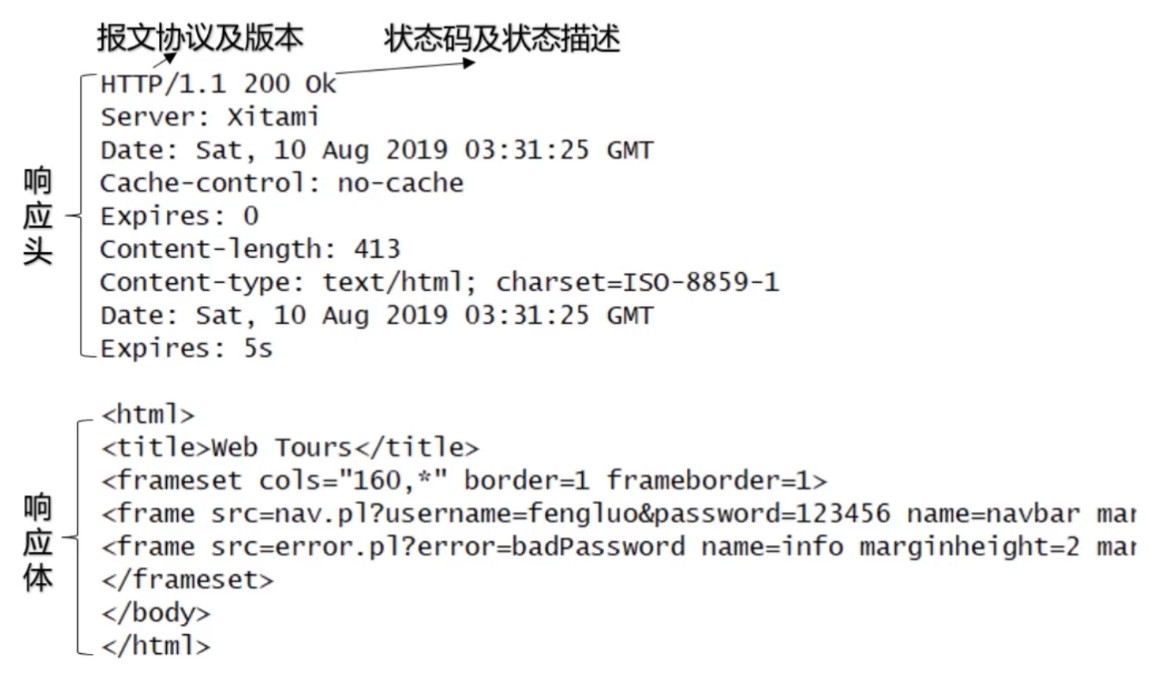 报文协议及版本 状态码及状态描述
HTTP/1.1 200 Ok
Server: Xitami
Date: Sat, 10 Aug 2019 03:31:25 GMT
响应头
Cache-control: no-cache
Expires: 0
Content-length: 413
Content-type: text/html; charset=ISO-8859-1
Date: Sat, 10 Aug 2019 03:31:25 GMT
Expires: 5s
<html>
<title>Web Tours</title>
<frameset cols="160,*" border=1 frameborder=1>
响应体
<frame src=nav.pl?username=fengluo&password=123456 name=navbar mar
<frame src=error.pl?error=badPassword name=info marginheight=2 mar
</frameset>
</body>
</html>